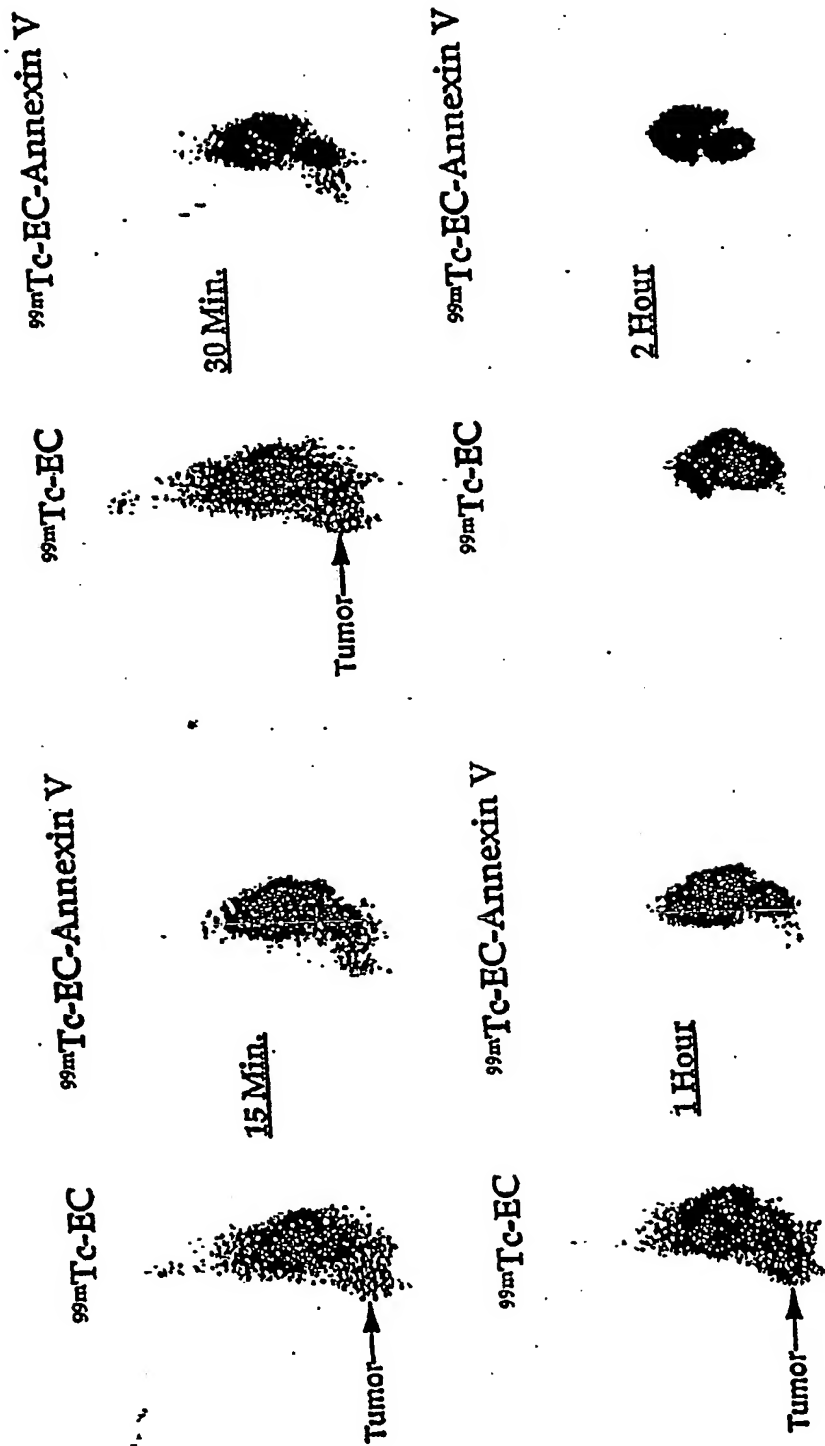 ⁹⁹ᵐTc-EC
⁹⁹ᵐTc-EC-Annexin V
15 Min.
Tumor
⁹⁹ᵐTc-EC
⁹⁹ᵐTc-EC-Annexin V
30 Min.
Tumor
⁹⁹ᵐTc-EC
⁹⁹ᵐTc-EC-Annexin V
1 Hour
Tumor
⁹⁹ᵐTc-EC
⁹⁹ᵐTc-EC-Annexin V
2 Hour